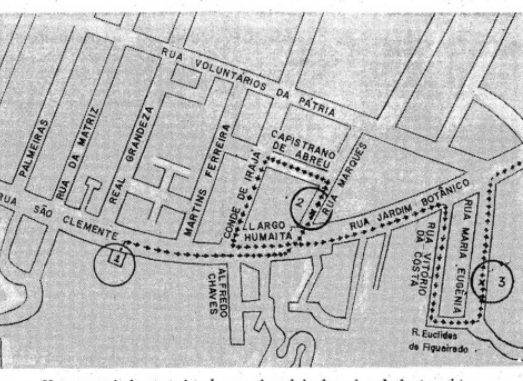 RUA VOLUNTÁRIOS DA PÁTRIA
PALMEIRAS
RUA DA MATRIZ
REAL GRANDEZA
MARTINS FERREIRA
CONDE DE IRAJÁ
CAPISTRANO
DE ABREU
RUA MARQUES
RUA SÃO CLEMENTE
LARGO
HUMAITÁ
RUA JARDIM BOTÂNICO
ALFREDO
CHAVES
RUA VITÓRIO
DA COSTA
RUA MARIA EUGÊNIA
R. Euclides
de Figueiredo
1
2
3